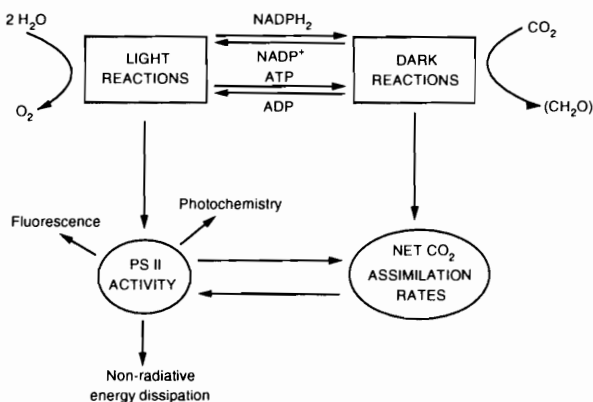 2 H₂O
NADPH₂
CO₂
LIGHT
REACTIONS
NADP⁺
ATP
DARK
REACTIONS
O₂
ADP
(CH₂O)
Fluorescence
Photochemistry
PS II
ACTIVITY
NET CO₂
ASSIMILATION
RATES
Non-radiative
energy dissipation